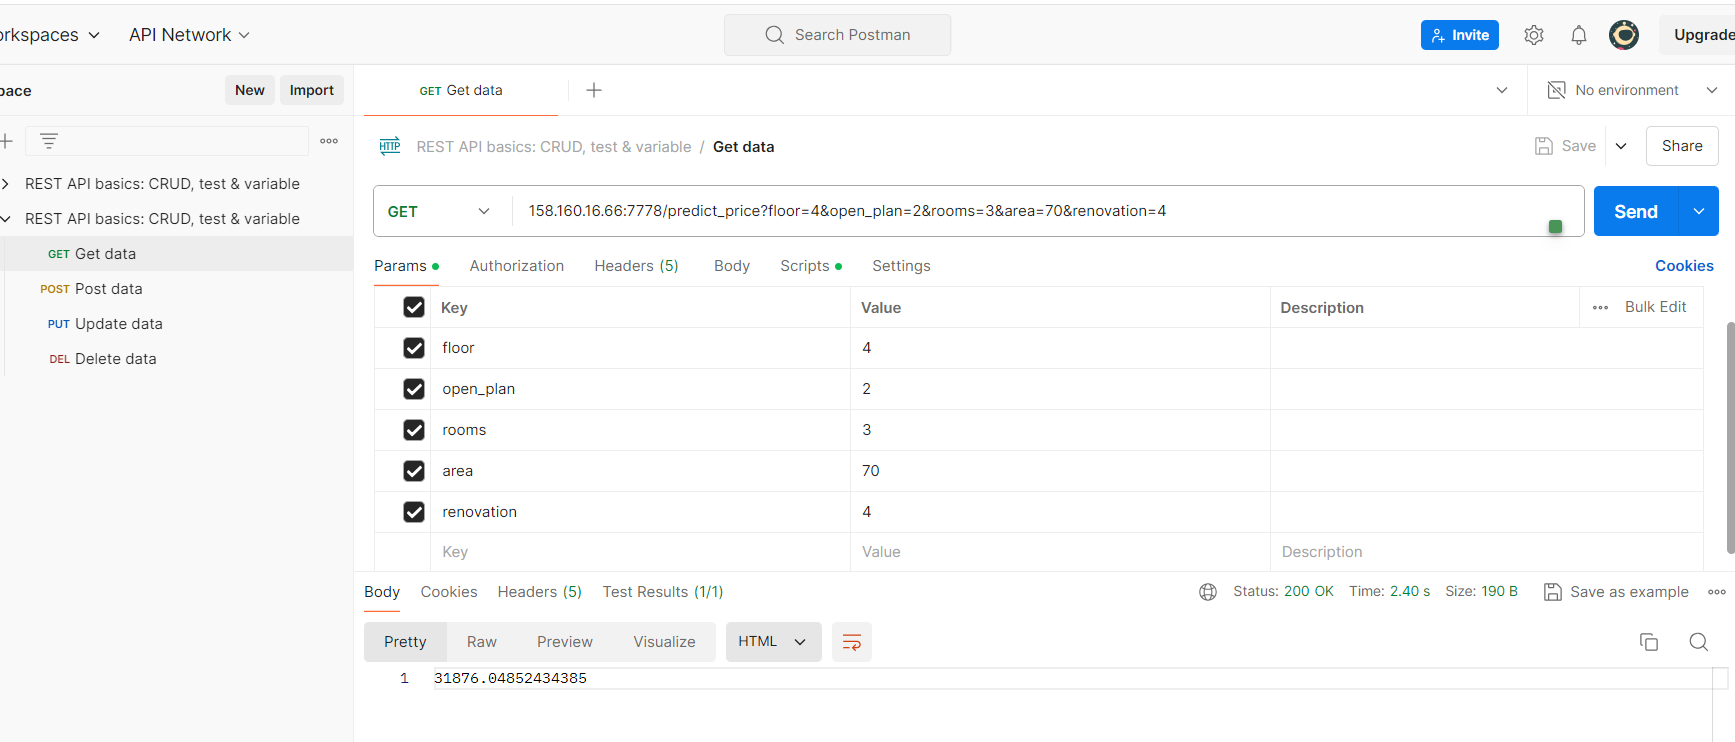 orkspaces API Network Search Postman Invite Upgrade
pace New Import GET Get data No environment
REST API basics: CRUD, test & variable / Get data Save Share
REST API basics: CRUD, test & variable
REST API basics: CRUD, test & variable
GET Get data
POST Post data
PUT Update data
DEL Delete data
GET 158.160.16.66:7778/predict_price?floor=4&open_plan=2&rooms=3&area=70&renovation=4 Send
Params Authorization Headers (5) Body Scripts Settings Cookies
Key Value Description Bulk Edit
floor 4
open_plan 2
rooms 3
area 70
renovation 4
Key Value Description
Body Cookies Headers (5) Test Results (1/1) Status: 200 OK Time: 2.40 s Size: 190 B Save as example
Pretty Raw Preview Visualize HTML
1 31876.04852434385